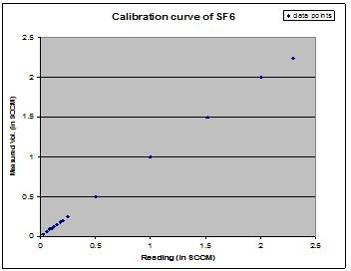 Calibration curve of SF6
data points
2.5
2
1.5
1
0.5
0
Measured Vol. (in SCCM)
0 0.5 1 1.5 2 2.5
Reading (in SCCM)